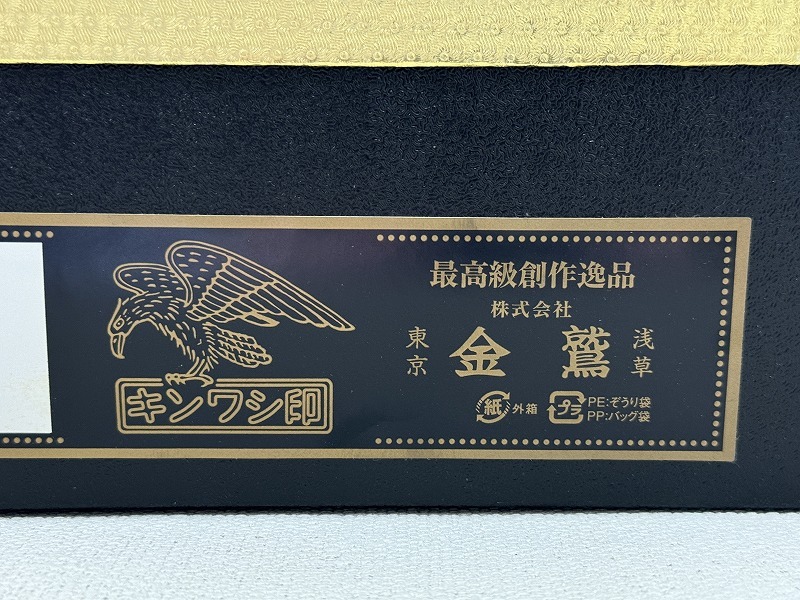 キンワシ印
最高級創作逸品
株式会社
東京 金鷲 浅草
紙 外箱
プラ PE:ぞうり袋
PP:バッグ袋